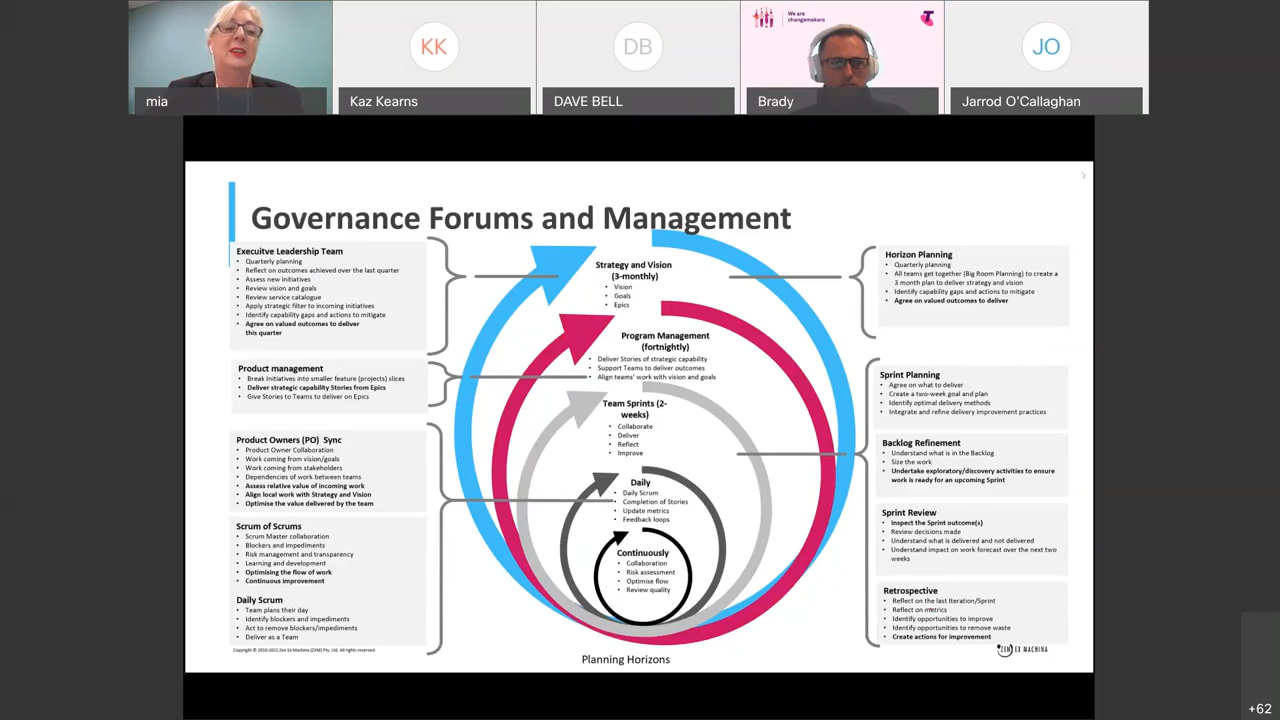 We are
changemakers
KK
DB
JO
mia
Kaz Kearns
DAVE BELL
Brady
Jarrod O'Callaghan
Governance Forums and Management
Execuitve Leadership Team
• Quarterly planning
• Reflect on outcomes achieved over the last quarter
• Assess new initiatives
• Review vision and goals
• Review service catalogue
• Apply strategic filter to incoming initiatives
• Identify capability gaps and actions to mitigate
• Agree on valued outcomes to deliver
this quarter
Product management
• Break Initiatives into smaller feature (projects) slices
• Deliver strategic capability Stories from Epics
• Give Stories to Teams to deliver on Epics
Product Owners (PO) Sync
• Product Owner Collaboration
• Work coming from vision/goals
• Work coming from stakeholders
• Dependencies of work between teams
• Assess relative value of incoming work
• Align local work with Strategy and Vision
• Optimise the value delivered by the team
Scrum of Scrums
• Scrum Master collaboration
• Blockers and impediments
• Risk management and transparency
• Learning and development
• Optimising the flow of work
• Continuous improvement
Daily Scrum
• Team plans their day
• Identify blockers and impediments
• Act to remove blockers/impediments
• Deliver as a Team
Copyright © 2010-2021 Zen Ex Machina (ZXM) Pty, Ltd. All rights reserved.
Strategy and Vision
(3-monthly)
• Vision
• Goals
• Epics
Program Management
(fortnightly)
• Deliver Stories of strategic capability
• Support Teams to deliver outcomes
• Align teams' work with vision and goals
Team Sprints (2-
weeks)
• Collaborate
• Deliver
• Reflect
• Improve
Daily
• Daily Scrum
• Completion of Stories
• Update metrics
• Feedback loops
Continuously
• Collaboration
• Risk assessment
• Optimise flow
• Review quality
Planning Horizons
Horizon Planning
• Quarterly planning
• All teams get together (Big Room Planning) to create a
3 month plan to deliver strategy and vision
• Identify capability gaps and actions to mitigate
• Agree on valued outcomes to deliver
Sprint Planning
• Agree on what to deliver
• Create a two-week goal and plan
• Identify optimal delivery methods
• Integrate and refine delivery improvement practices
Backlog Refinement
• Understand what is in the Backlog
• Size the work
• Undertake exploratory/discovery activities to ensure
work is ready for an upcoming Sprint
Sprint Review
• Inspect the Sprint outcome(s)
• Review decisions made
• Understand what is delivered and not delivered
• Understand impact on work forecast over the next two
weeks
Retrospective
• Reflect on the last Iteration/Sprint
• Reflect on metrics
• Identify opportunities to improve
• Identify opportunities to remove waste
• Create actions for improvement
ZEN EX MACHINA
+62